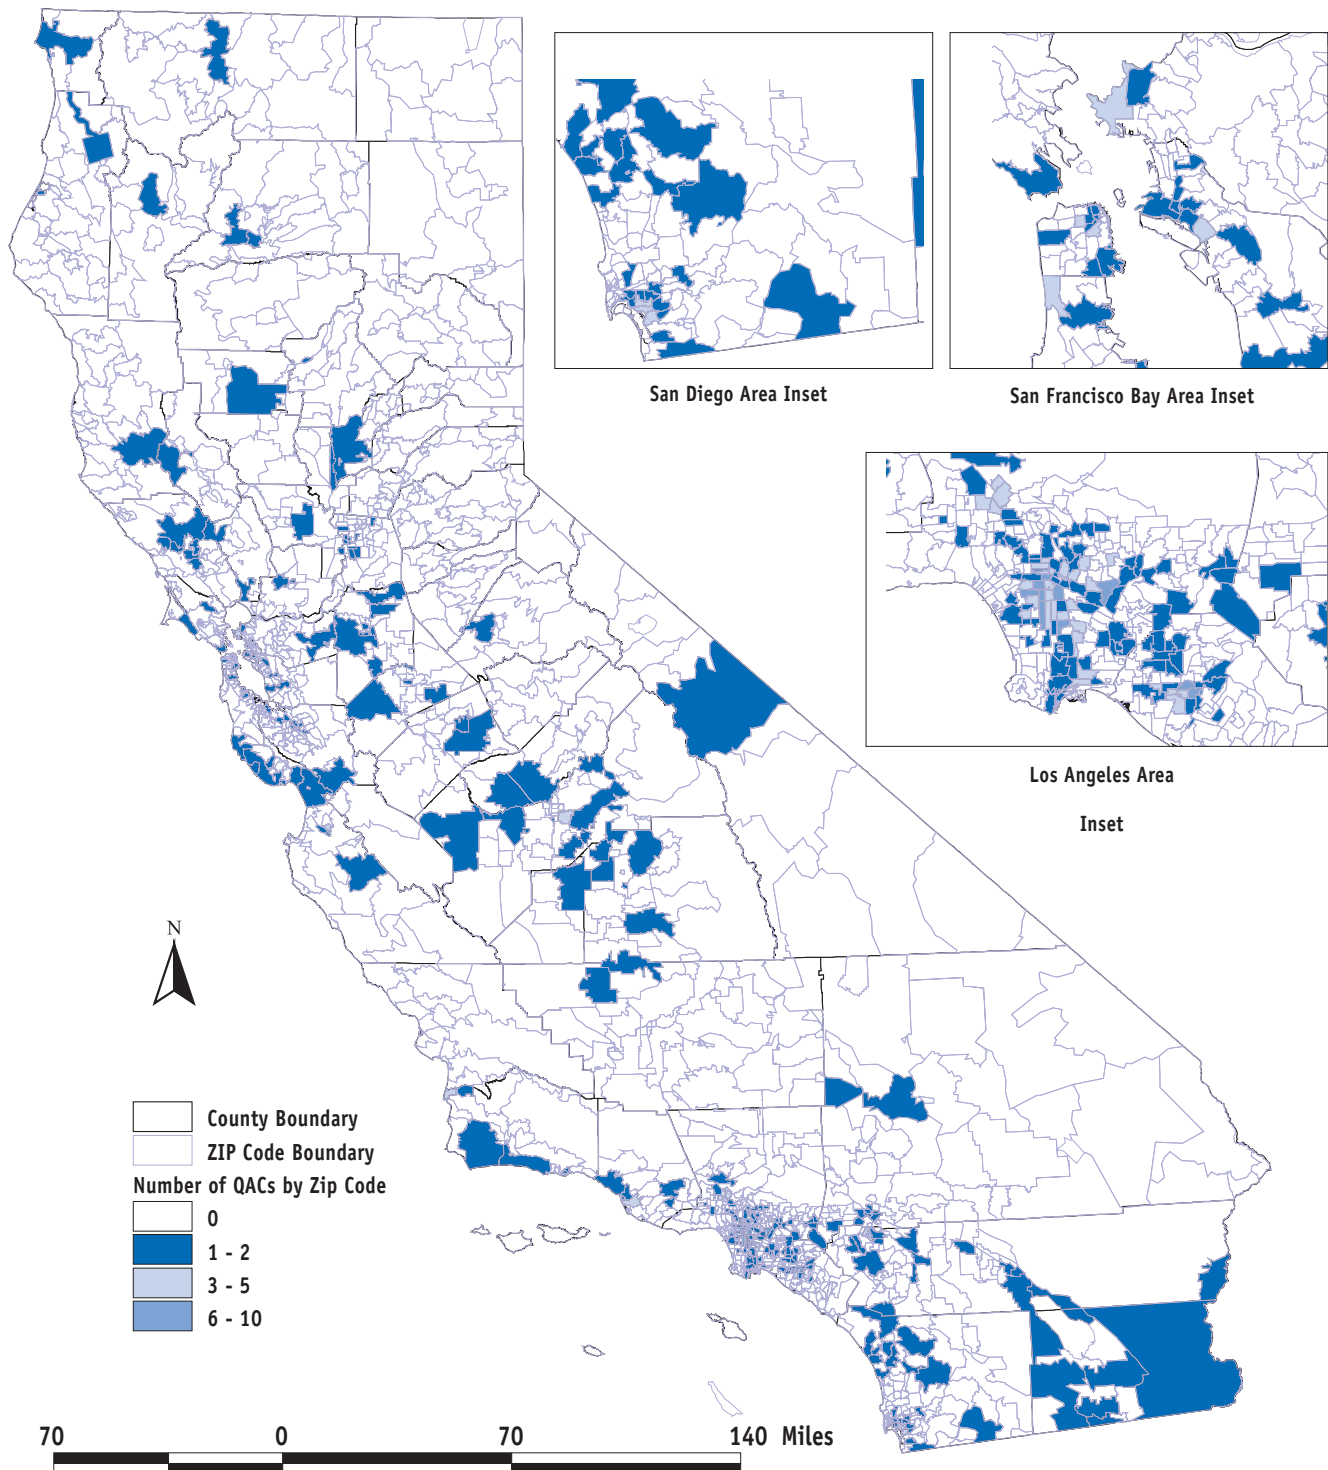 San Diego Area Inset
San Francisco Bay Area Inset
Los Angeles Area
Inset
N
County Boundary
ZIP Code Boundary
Number of QACs by Zip Code
0
1 - 2
3 - 5
6 - 10
70 0 70 140 Miles